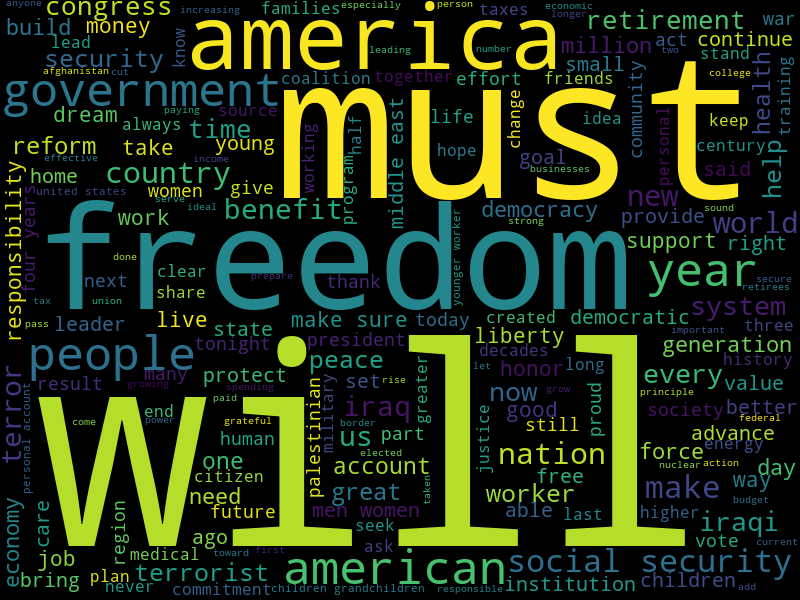 anyone increasing families especially person taxes economic longer
congress america retirement war
build money know million act continue
lead leading number small stand
security coalition together effort friends two
afghanistan cut college
government must health training
dream paying source life change idea community personal keep
always time half businesses century
reform take young working hope goal said
effective income middle east
home country program help
united states women give new
serve ideal
responsibility four years work benefit democracy provide world
strong sound
freedom support right
done younger worker
next clear prepare thank year secure
share retirees
tax union system
pass leader live state make sure today created democratic important three
people tonight president liberty generation
decades history
peace let
many protect set rise greater honor long every value
result growing now grow principle
terror personal account spending military good proud society better
paid border
end grateful iraq justice still federal
come power us part advance
will human elected nation energy
one palestinian account free force nuclear action day
citizen taken
need great worker make way
future men women able last higher budget
economy care region ago seek iraqi
ask vote current
job medical toward first
bring plan terrorist american social security
never commitment children grandchildren responsible institution children add